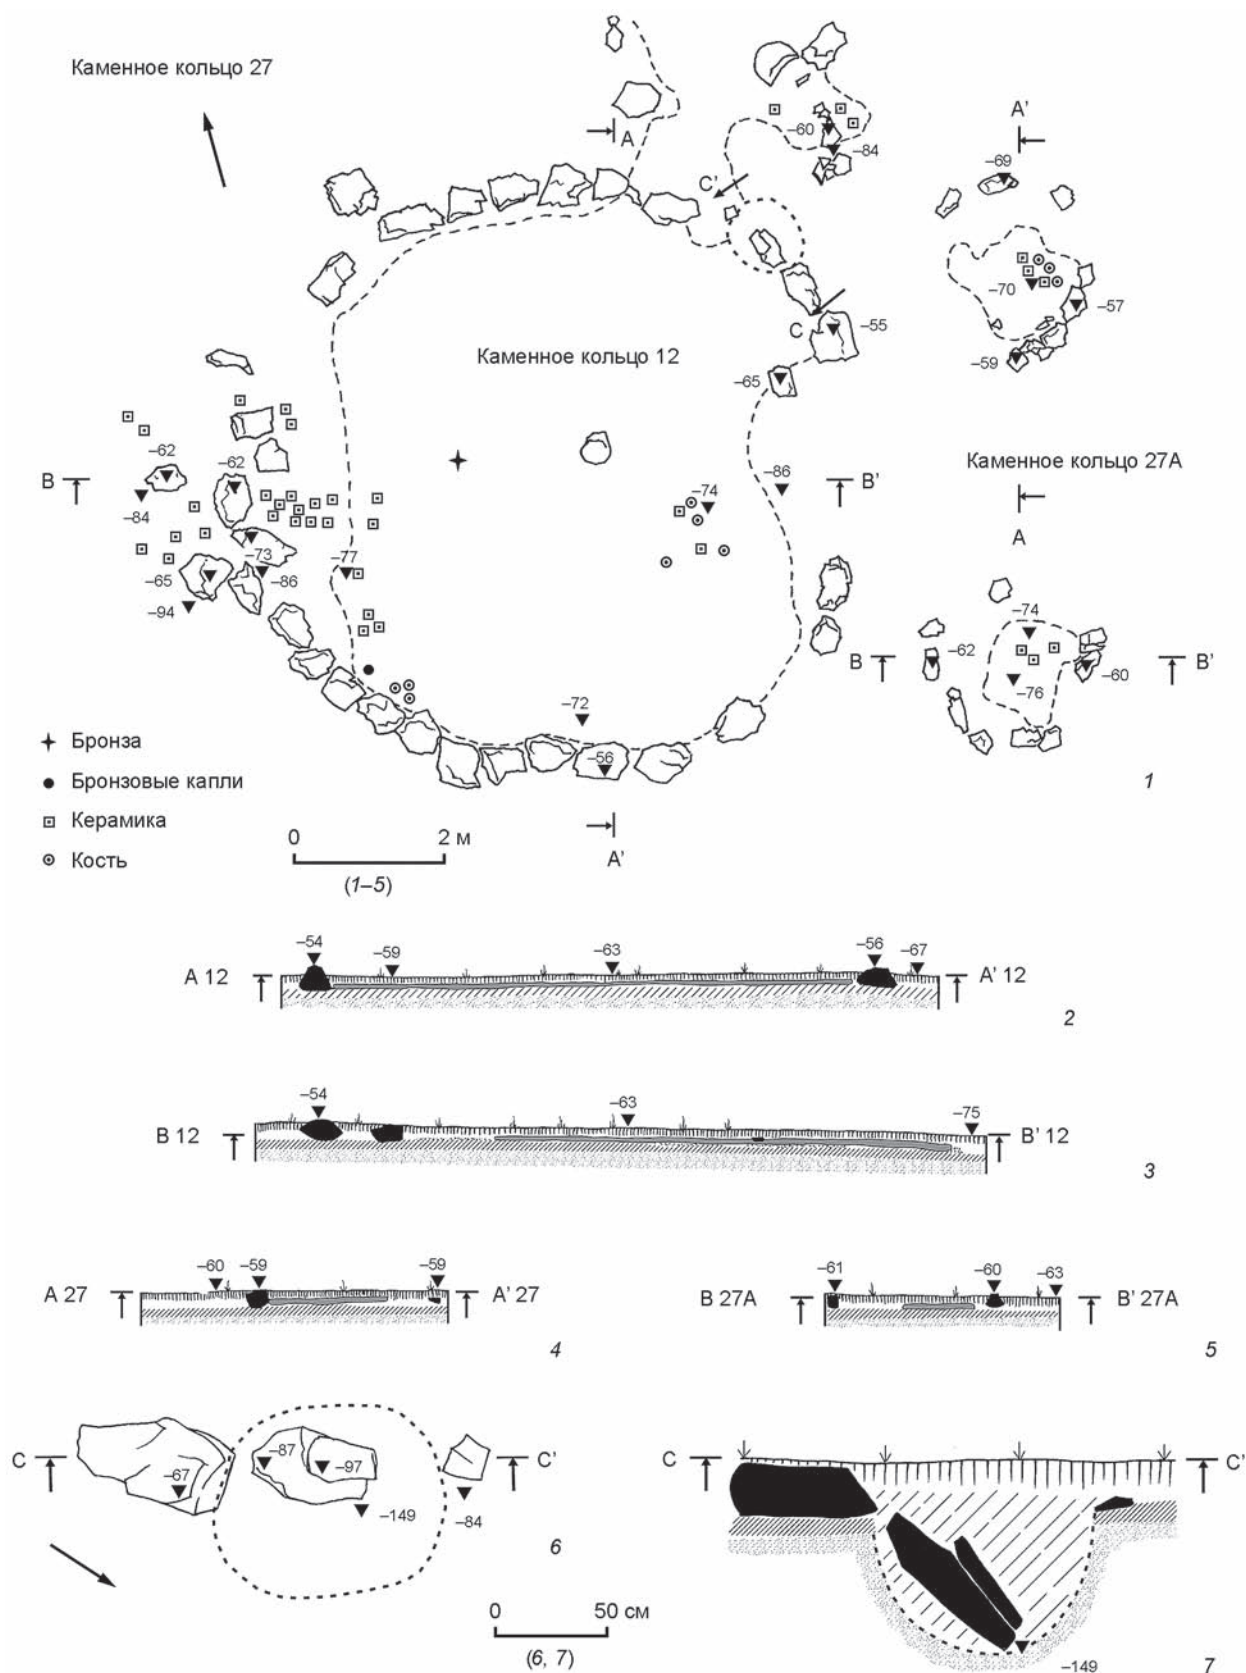 Каменное кольцо 27
A
–60
–84
C'
A'
–69
–70
–57
–59
C
–55
Каменное кольцо 12
–65
–62
–62
B
–84
–73
–77
–65
–86
–94
–74
–86
B'
Каменное кольцо 27А
A
–74
B
–62
–76
–60
B'
–72
–56
1
Бронза
Бронзовые капли
Керамика
Кость
0 2 м
(1–5)
A'
–54 –59 –63 –56 –67
A 12 A' 12
2
–54 –63 –75
B 12 B' 12
3
–60 –59 –59
A 27 A' 27
4
–61 –60 –63
B 27A B' 27A
5
C –67 –87 –97 C'
–149 –84
6
0 50 см
(6, 7)
C C'
–149
7